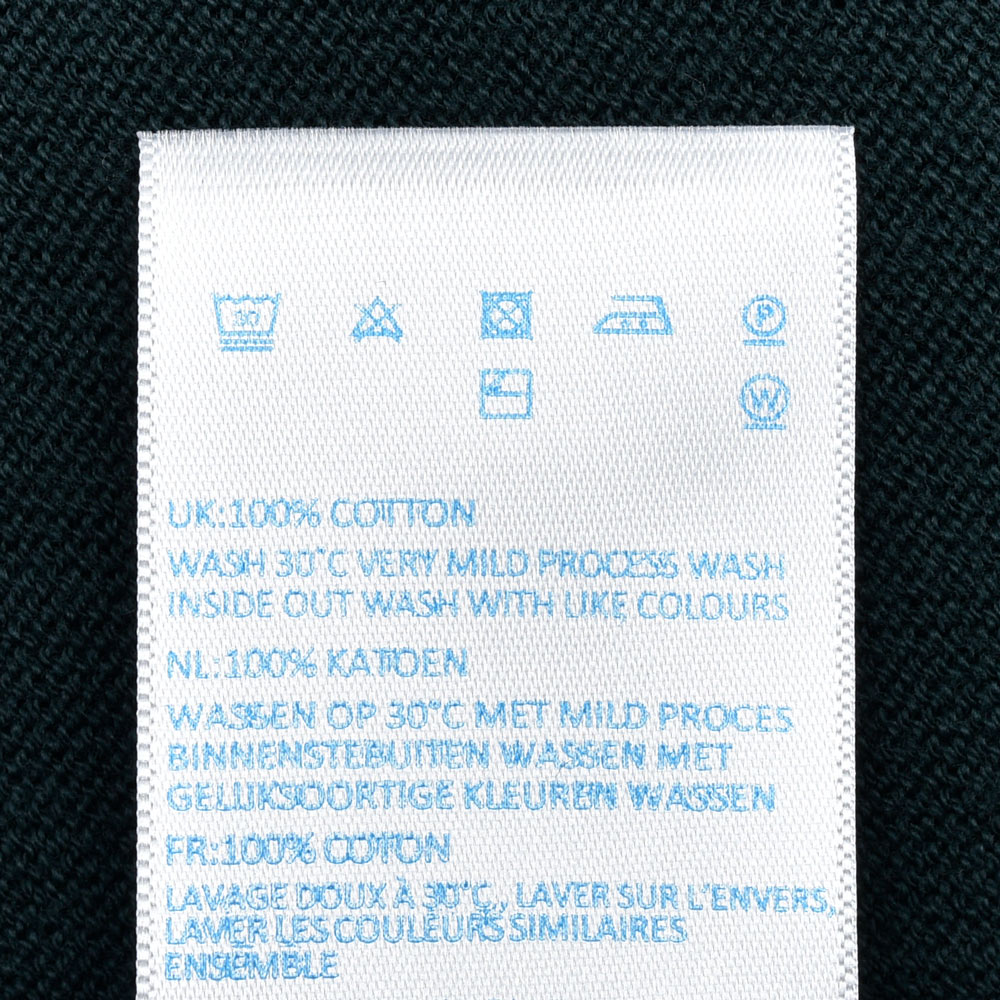 30
P
W
UK:100% COTTON
WASH 30°C VERY MILD PROCESS WASH
INSIDE OUT WASH WITH LIKE COLOURS
NL:100% KATOEN
WASSEN OP 30°C MET MILD PROCES
BINNENSTEBUITEN WASSEN MET
GELIJKSOORTIGE KLEUREN WASSEN
FR:100% COTON
LAVAGE DOUX À 30°C, LAVER SUR L'ENVERS,
LAVER LES COULEURS SIMILAIRES
ENSEMBLE